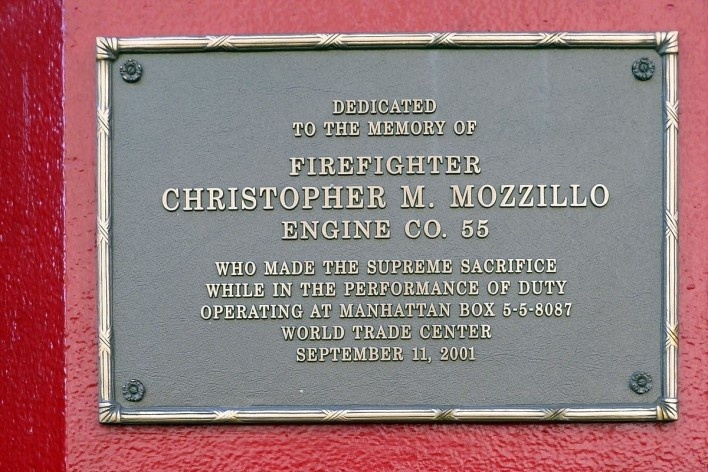 DEDICATED
TO THE MEMORY OF
FIREFIGHTER
CHRISTOPHER M. MOZZILLO
ENGINE CO. 55
WHO MADE THE SUPREME SACRIFICE
WHILE IN THE PERFORMANCE OF DUTY
OPERATING AT MANHATTAN BOX 5-5-8087
WORLD TRADE CENTER
SEPTEMBER 11, 2001